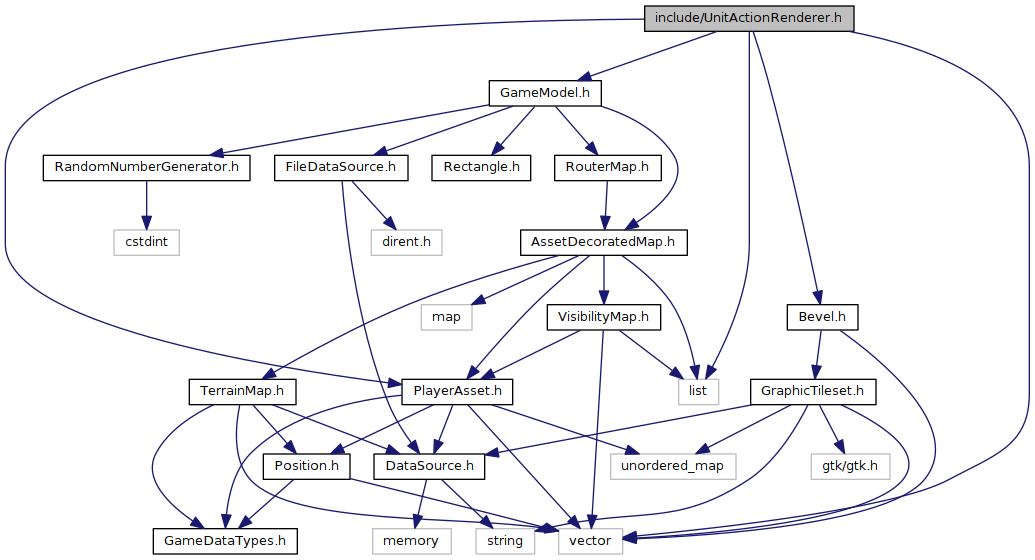 include/UnitActionRenderer.h
GameModel.h
RandomNumberGenerator.h
FileDataSource.h
Rectangle.h
RouterMap.h
cstdint
dirent.h
AssetDecoratedMap.h
map
VisibilityMap.h
Bevel.h
TerrainMap.h
PlayerAsset.h
list
GraphicTileset.h
Position.h
DataSource.h
unordered_map
gtk/gtk.h
GameDataTypes.h
memory
string
vector